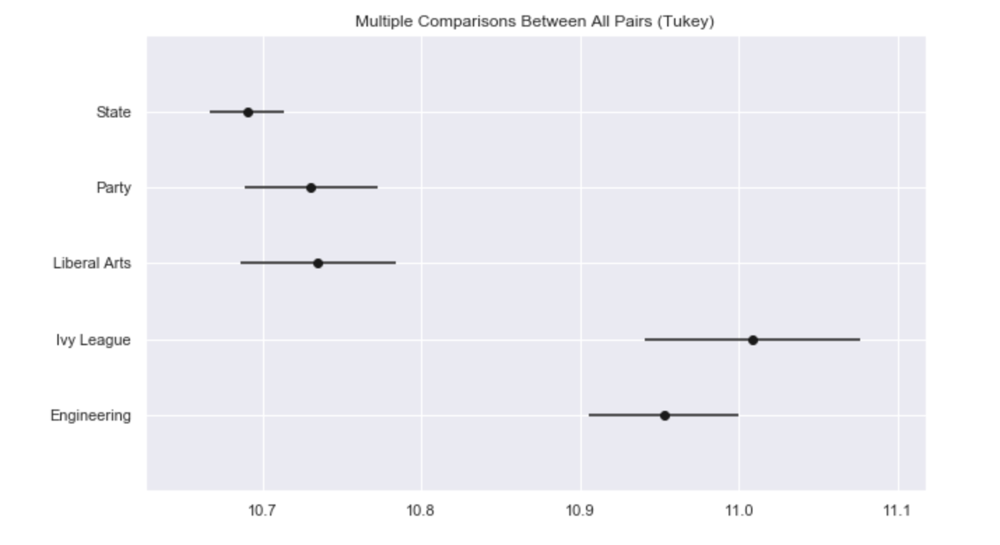 Multiple Comparisons Between All Pairs (Tukey)
State
Party
Liberal Arts
Ivy League
Engineering
10.7 10.8 10.9 11.0 11.1